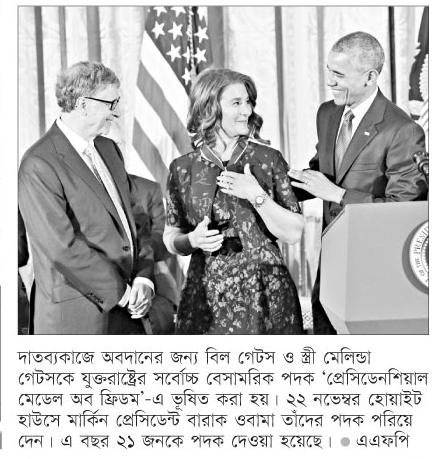 দাতব্যকাজে অবদানের জন্য বিল গেটস ও স্ত্রী মেলিন্ডা
গেটসকে যুক্তরাষ্ট্রের সর্বোচ্চ বেসামরিক পদক ‘প্রেসিডেনশিয়াল
মেডেল অব ফ্রিডম’-এ ভূষিত করা হয়। ২২ নভেম্বর হোয়াইট
হাউসে মার্কিন প্রেসিডেন্ট বারাক ওবামা তাঁদের পদক পরিয়ে
দেন। এ বছর ২১ জনকে পদক দেওয়া হয়েছে। ● এএফপি